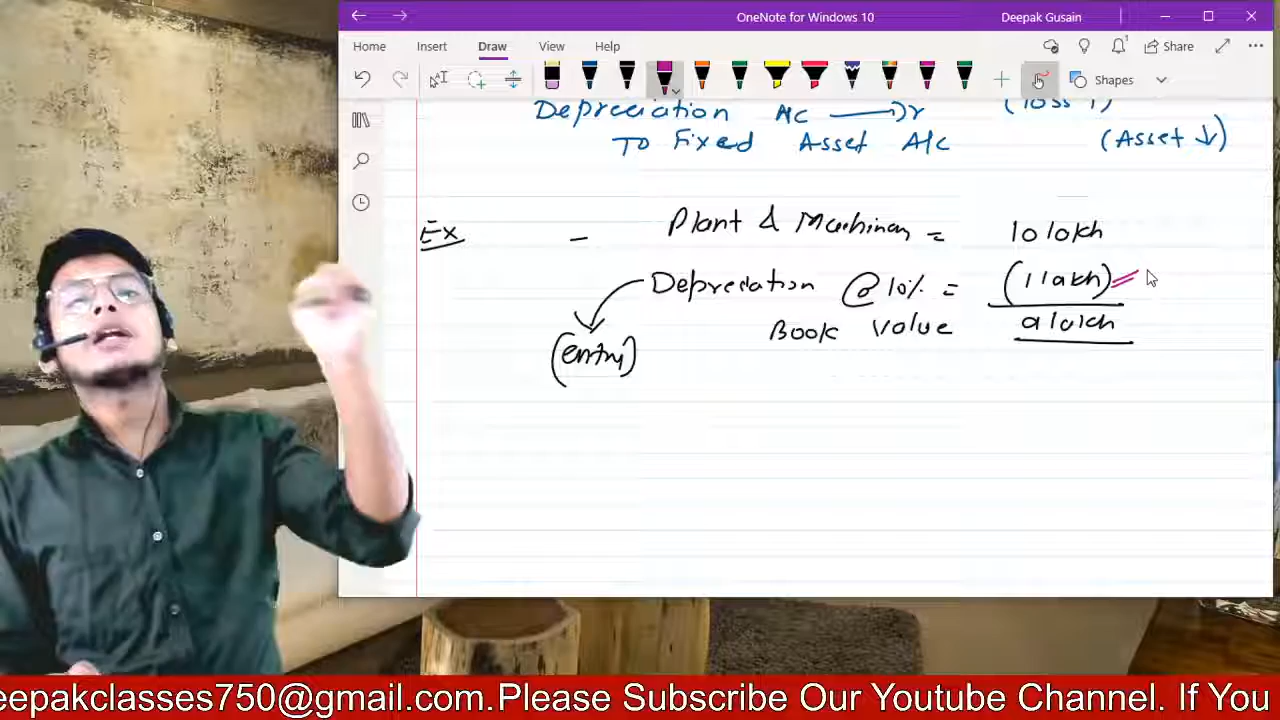 OneNote for Windows 10
Deepak Gusain
Home Insert Draw View Help
Share
Shapes
Depreciation A/C Dr (loss ↑)
To Fixed Asset A/c (Asset ↓)
Ex - Plant & Machinery = 10 lakh
Depreciation @ 10% = (1 lakh)
Book Value 9 lakh
(entry)
eepakclasses750@gmail.com.Please Subscribe Our Youtube Channel. If You